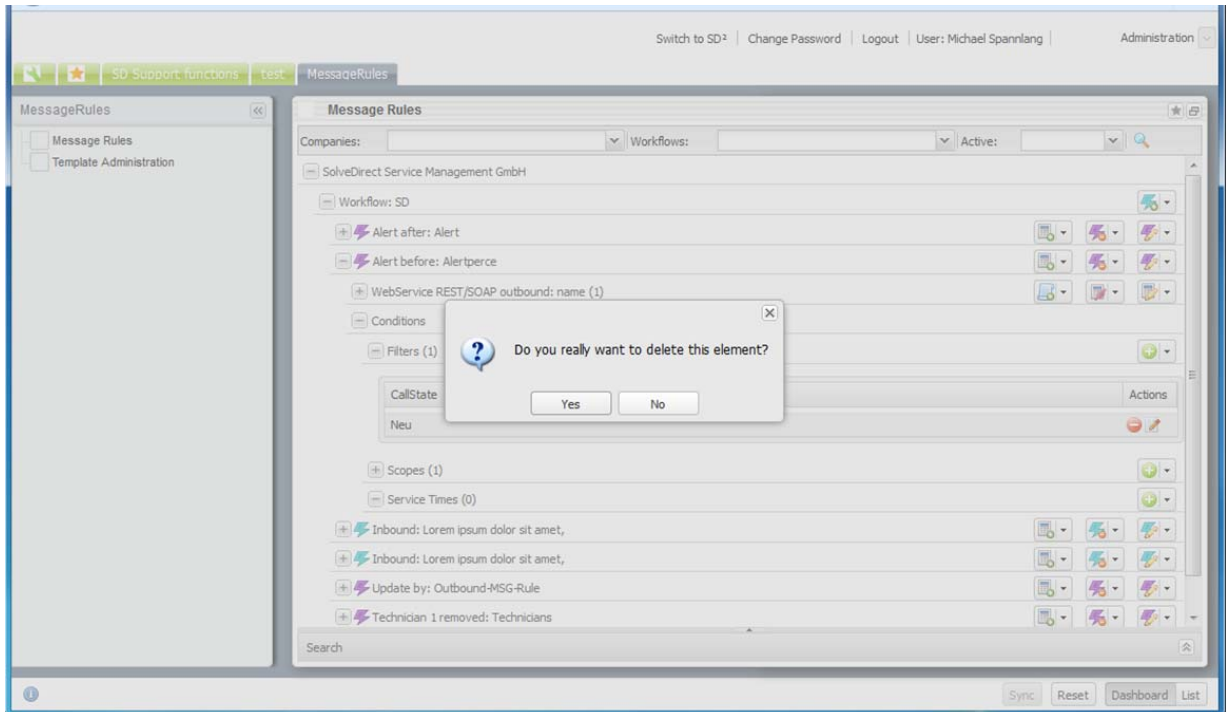 Switch to SD² | Change Password | Logout | User: Michael Spannlang | Administration
SD Support functions test MessageRules
MessageRules
Message Rules
Template Administration
Message Rules
Companies: Workflows: Active:
SolveDirect Service Management GmbH
Workflow: SD
Alert after: Alert
Alert before: Alertperce
WebService REST/SOAP outbound: name (1)
Conditions
Filters (1)
CallState Actions
Neu
Do you really want to delete this element?
Yes No
Scopes (1)
Service Times (0)
Inbound: Lorem ipsum dolor sit amet,
Inbound: Lorem ipsum dolor sit amet,
Update by: Outbound-MSG-Rule
Technician 1 removed: Technicians
Search
Sync Reset Dashboard List